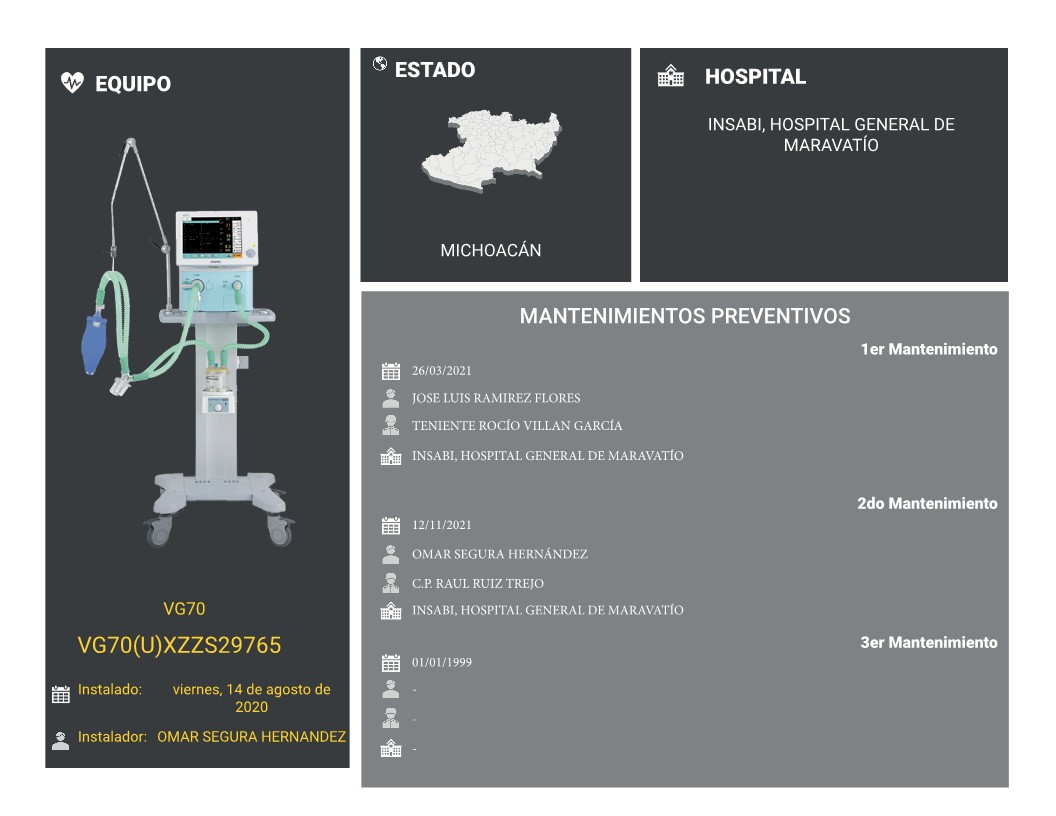 EQUIPO
VG70
VG70(U)XZZS29765
Instalado: viernes, 14 de agosto de
2020
Instalador: OMAR SEGURA HERNANDEZ
ESTADO
MICHOACÁN
HOSPITAL
INSABI, HOSPITAL GENERAL DE
MARAVATÍO
MANTENIMIENTOS PREVENTIVOS
1er Mantenimiento
26/03/2021
JOSE LUIS RAMIREZ FLORES
TENIENTE ROCÍO VILLAN GARCÍA
INSABI, HOSPITAL GENERAL DE MARAVATÍO
2do Mantenimiento
12/11/2021
OMAR SEGURA HERNÁNDEZ
C.P. RAUL RUIZ TREJO
INSABI, HOSPITAL GENERAL DE MARAVATÍO
3er Mantenimiento
01/01/1999
-
-
-